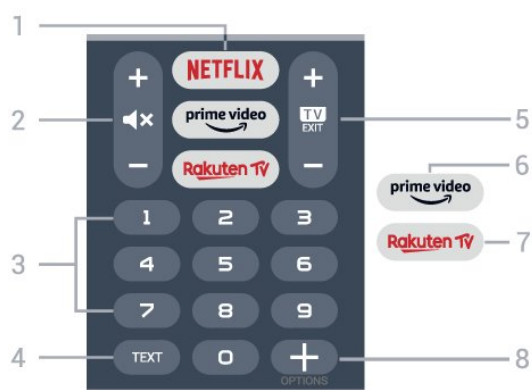 1
NETFLIX
2
+
+
prime video
TV
EXIT
5
−
Rakuten TV
−
6
prime video
1 2 3
Rakuten TV
7
3
4 5 6
7 8 9
4
TEXT 0 +
8
OPTIONS